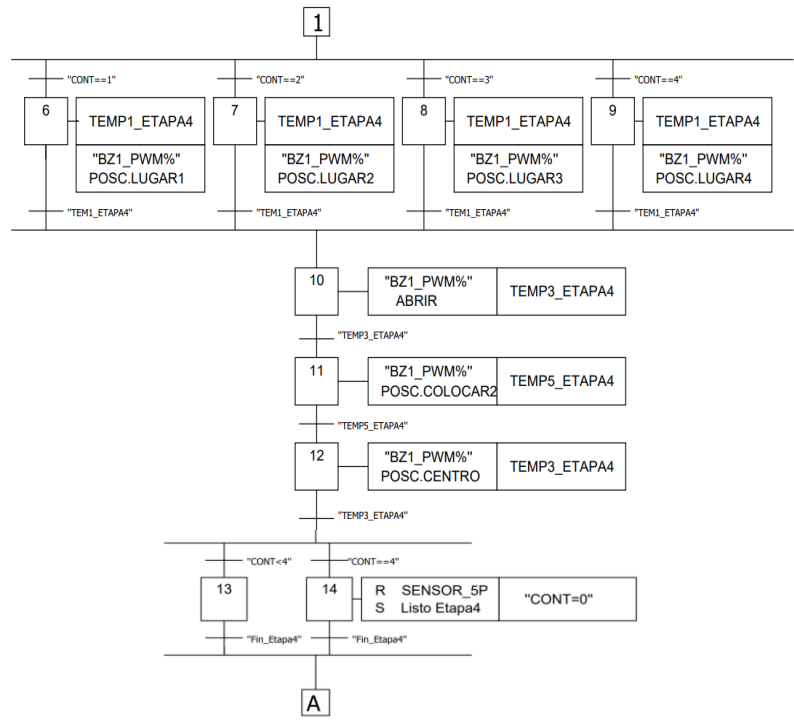 1
"CONT==1"
"CONT==2"
"CONT==3"
"CONT==4"
6
TEMP1_ETAPA4
7
TEMP1_ETAPA4
8
TEMP1_ETAPA4
9
TEMP1_ETAPA4
"BZ1_PWM%"
POSC.LUGAR1
"BZ1_PWM%"
POSC.LUGAR2
"BZ1_PWM%"
POSC.LUGAR3
"BZ1_PWM%"
POSC.LUGAR4
"TEM1_ETAPA4"
"TEM1_ETAPA4"
"TEM1_ETAPA4"
"TEM1_ETAPA4"
10
"BZ1_PWM%"
ABRIR
TEMP3_ETAPA4
"TEMP3_ETAPA4"
11
"BZ1_PWM%"
POSC.COLOCAR2
TEMP5_ETAPA4
"TEMP5_ETAPA4"
12
"BZ1_PWM%"
POSC.CENTRO
TEMP3_ETAPA4
"TEMP3_ETAPA4"
"CONT<4"
"CONT==4"
13
14
R SENSOR_5P
S Listo Etapa4
"CONT=0"
"Fin_Etapa4"
"Fin_Etapa4"
A